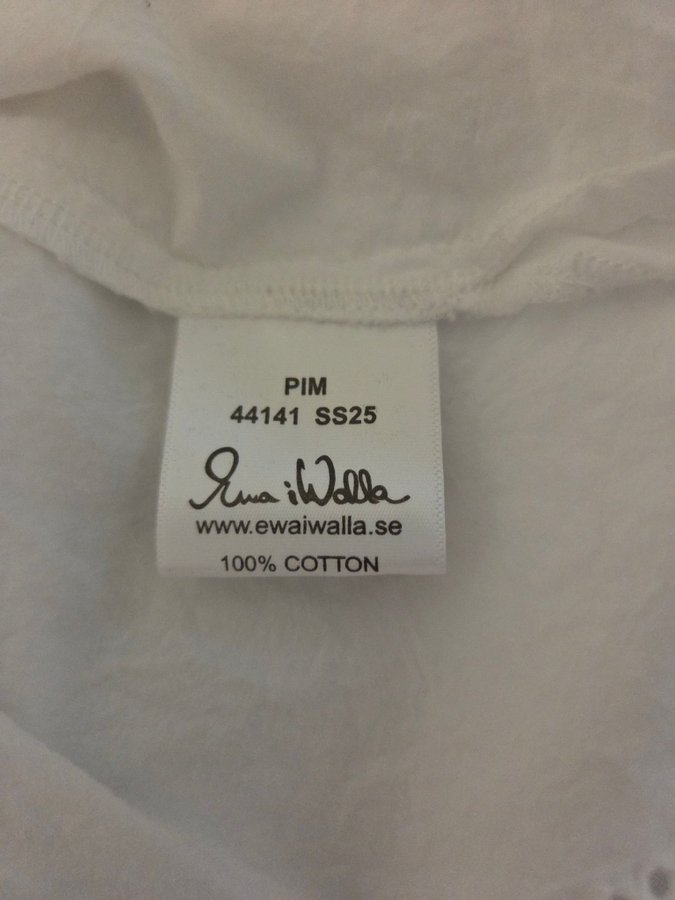 PIM
44141 SS25
Ewa i Walla
www.ewaiwalla.se
100% COTTON